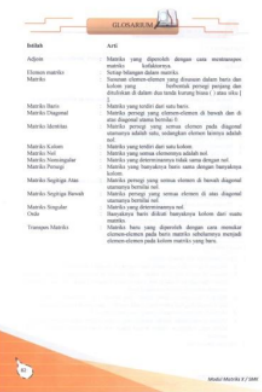 GLOSARIUM
Istilah Arti
Adjoin : Matriks yang diperoleh dengan cara mentranspos
matriks kofaktornya.
Elemen matriks : Setiap bilangan dalam matriks.
Matriks : Susunan elemen-elemen yang disusun dalam baris dan
kolom yang berbentuk persegi panjang dan
dituliskan di dalam dua tanda kurung biasa ( ) atau siku [
].
Matriks Baris : Matriks yang terdiri dari satu baris.
Matriks Diagonal : Matriks persegi yang elemen-elemen di bawah dan di
atas diagonal utama bernilai 0.
Matriks Identitas : Matriks persegi yang semua elemen pada diagonal
utamanya adalah satu, sedangkan elemen lainnya adalah
nol.
Matriks Kolom : Matriks yang terdiri dari satu kolom.
Matriks Nol : Matriks yang semua elemennya adalah nol.
Matriks Nonsingular : Matriks yang determinannya tidak sama dengan nol.
Matriks Persegi : Matriks yang banyaknya baris sama dengan banyaknya
kolom.
Matriks Segitiga Atas : Matriks persegi yang semua elemen di bawah diagonal
utamanya bernilai nol.
Matriks Segitiga Bawah : Matriks persegi yang semua elemen di atas diagonal
utamanya bernilai nol.
Matriks Singular : Matriks yang determinannya nol.
Ordo : Banyaknya baris diikuti banyaknya kolom dari suatu
matriks.
Transpos Matriks : Matriks baru yang diperoleh dengan cara menukar
elemen-elemen pada baris matriks sebelumnya menjadi
elemen-elemen pada kolom matriks yang baru.
Modul Matriks X / SMK